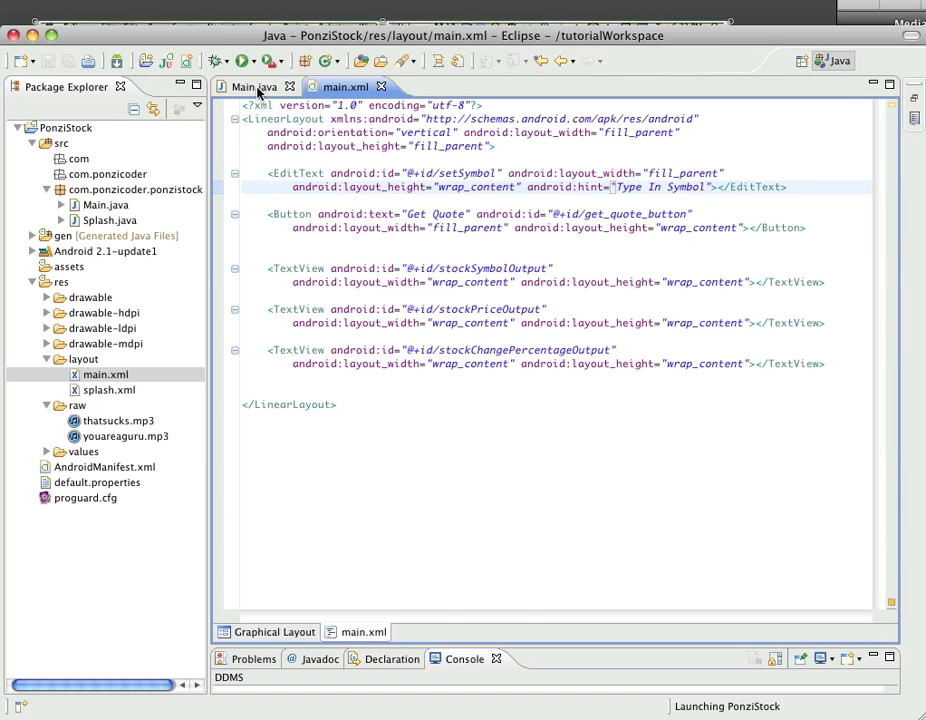 Media
Java - PonziStock/res/layout/main.xml - Eclipse - /tutorialWorkspace
Java
Package Explorer
Main.java
main.xml
PonziStock
src
com
com.ponzicoder
com.ponzicoder.ponzistock
Main.java
Splash.java
gen [Generated Java Files]
Android 2.1-update1
assets
res
drawable
drawable-hdpi
drawable-ldpi
drawable-mdpi
layout
main.xml
splash.xml
raw
thatsucks.mp3
youareaguru.mp3
values
AndroidManifest.xml
default.properties
proguard.cfg
<?xml version="1.0" encoding="utf-8"?>
<LinearLayout xmlns:android="http://schemas.android.com/apk/res/android"
android:orientation="vertical" android:layout_width="fill_parent"
android:layout_height="fill_parent">
<EditText android:id="@+id/setSymbol" android:layout_width="fill_parent"
android:layout_height="wrap_content" android:hint="Type In Symbol"></EditText>
<Button android:text="Get Quote" android:id="@+id/get_quote_button"
android:layout_width="fill_parent" android:layout_height="wrap_content"></Button>
<TextView android:id="@+id/stockSymbolOutput"
android:layout_width="wrap_content" android:layout_height="wrap_content"></TextView>
<TextView android:id="@+id/stockPriceOutput"
android:layout_width="wrap_content" android:layout_height="wrap_content"></TextView>
<TextView android:id="@+id/stockChangePercentageOutput"
android:layout_width="wrap_content" android:layout_height="wrap_content"></TextView>
</LinearLayout>
Graphical Layout
main.xml
Problems
Javadoc
Declaration
Console
DDMS
Launching PonziStock